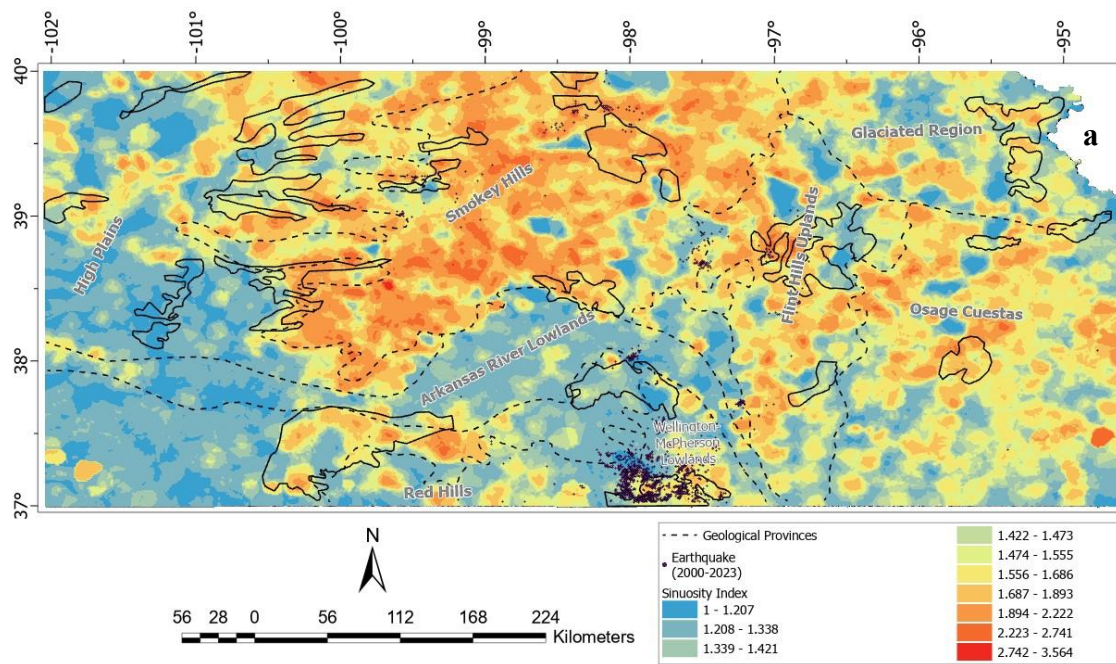 -102°
-101°
-100°
-99°
-98°
-97°
-96°
-95°
40°
39°
38°
37°
a
Glaciated Region
Smokey Hills
High Plains
Flint Hills Uplands
Osage Cuestas
Arkansas River Lowlands
Wellington-
McPherson
Lowlands
Red Hills
N
56 28 0 56 112 168 224
Kilometers
Geological Provinces
Earthquake
(2000-2023)
Sinuosity Index
1 - 1.207
1.208 - 1.338
1.339 - 1.421
1.422 - 1.473
1.474 - 1.555
1.556 - 1.686
1.687 - 1.893
1.894 - 2.222
2.223 - 2.741
2.742 - 3.564